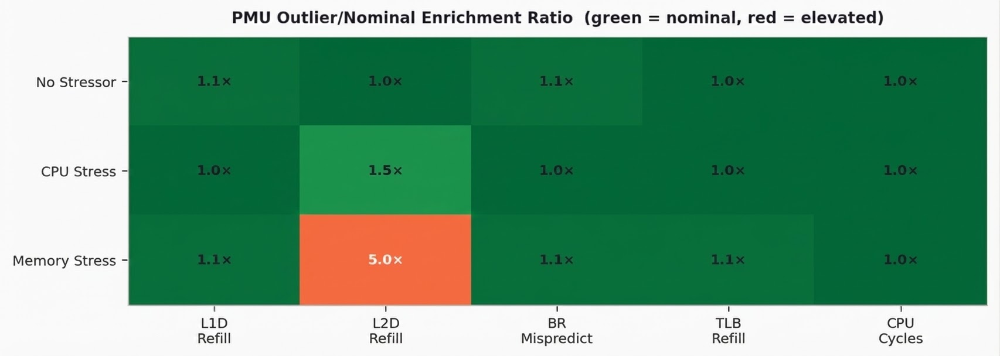 PMU Outlier/Nominal Enrichment Ratio (green = nominal, red = elevated)
No Stressor 1.1× 1.0× 1.1× 1.0× 1.0×
CPU Stress 1.0× 1.5× 1.0× 1.0× 1.0×
Memory Stress 1.1× 5.0× 1.1× 1.1× 1.0×
L1D L2D BR TLB CPU
Refill Refill Mispredict Refill Cycles